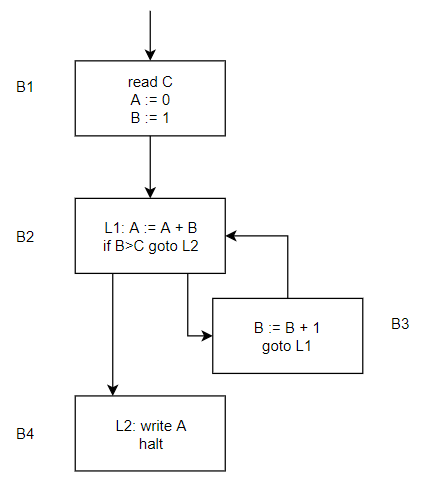 B1
read C
A := 0
B := 1
B2
L1: A := A + B
if B>C goto L2
B := B + 1
goto L1
B3
B4
L2: write A
halt